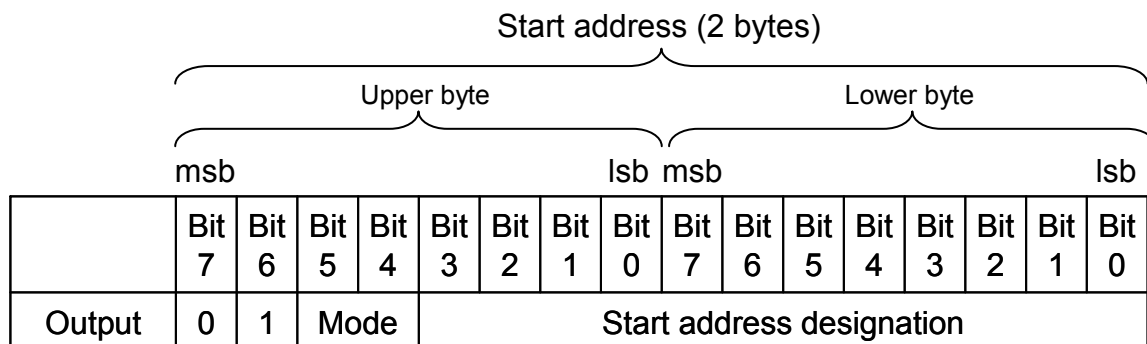 Start address (2 bytes)
Upper byte Lower byte
msb lsb msb lsb
Bit 7 Bit 6 Bit 5 Bit 4 Bit 3 Bit 2 Bit 1 Bit 0 Bit 7 Bit 6 Bit 5 Bit 4 Bit 3 Bit 2 Bit 1 Bit 0
Output 0 1 Mode Start address designation